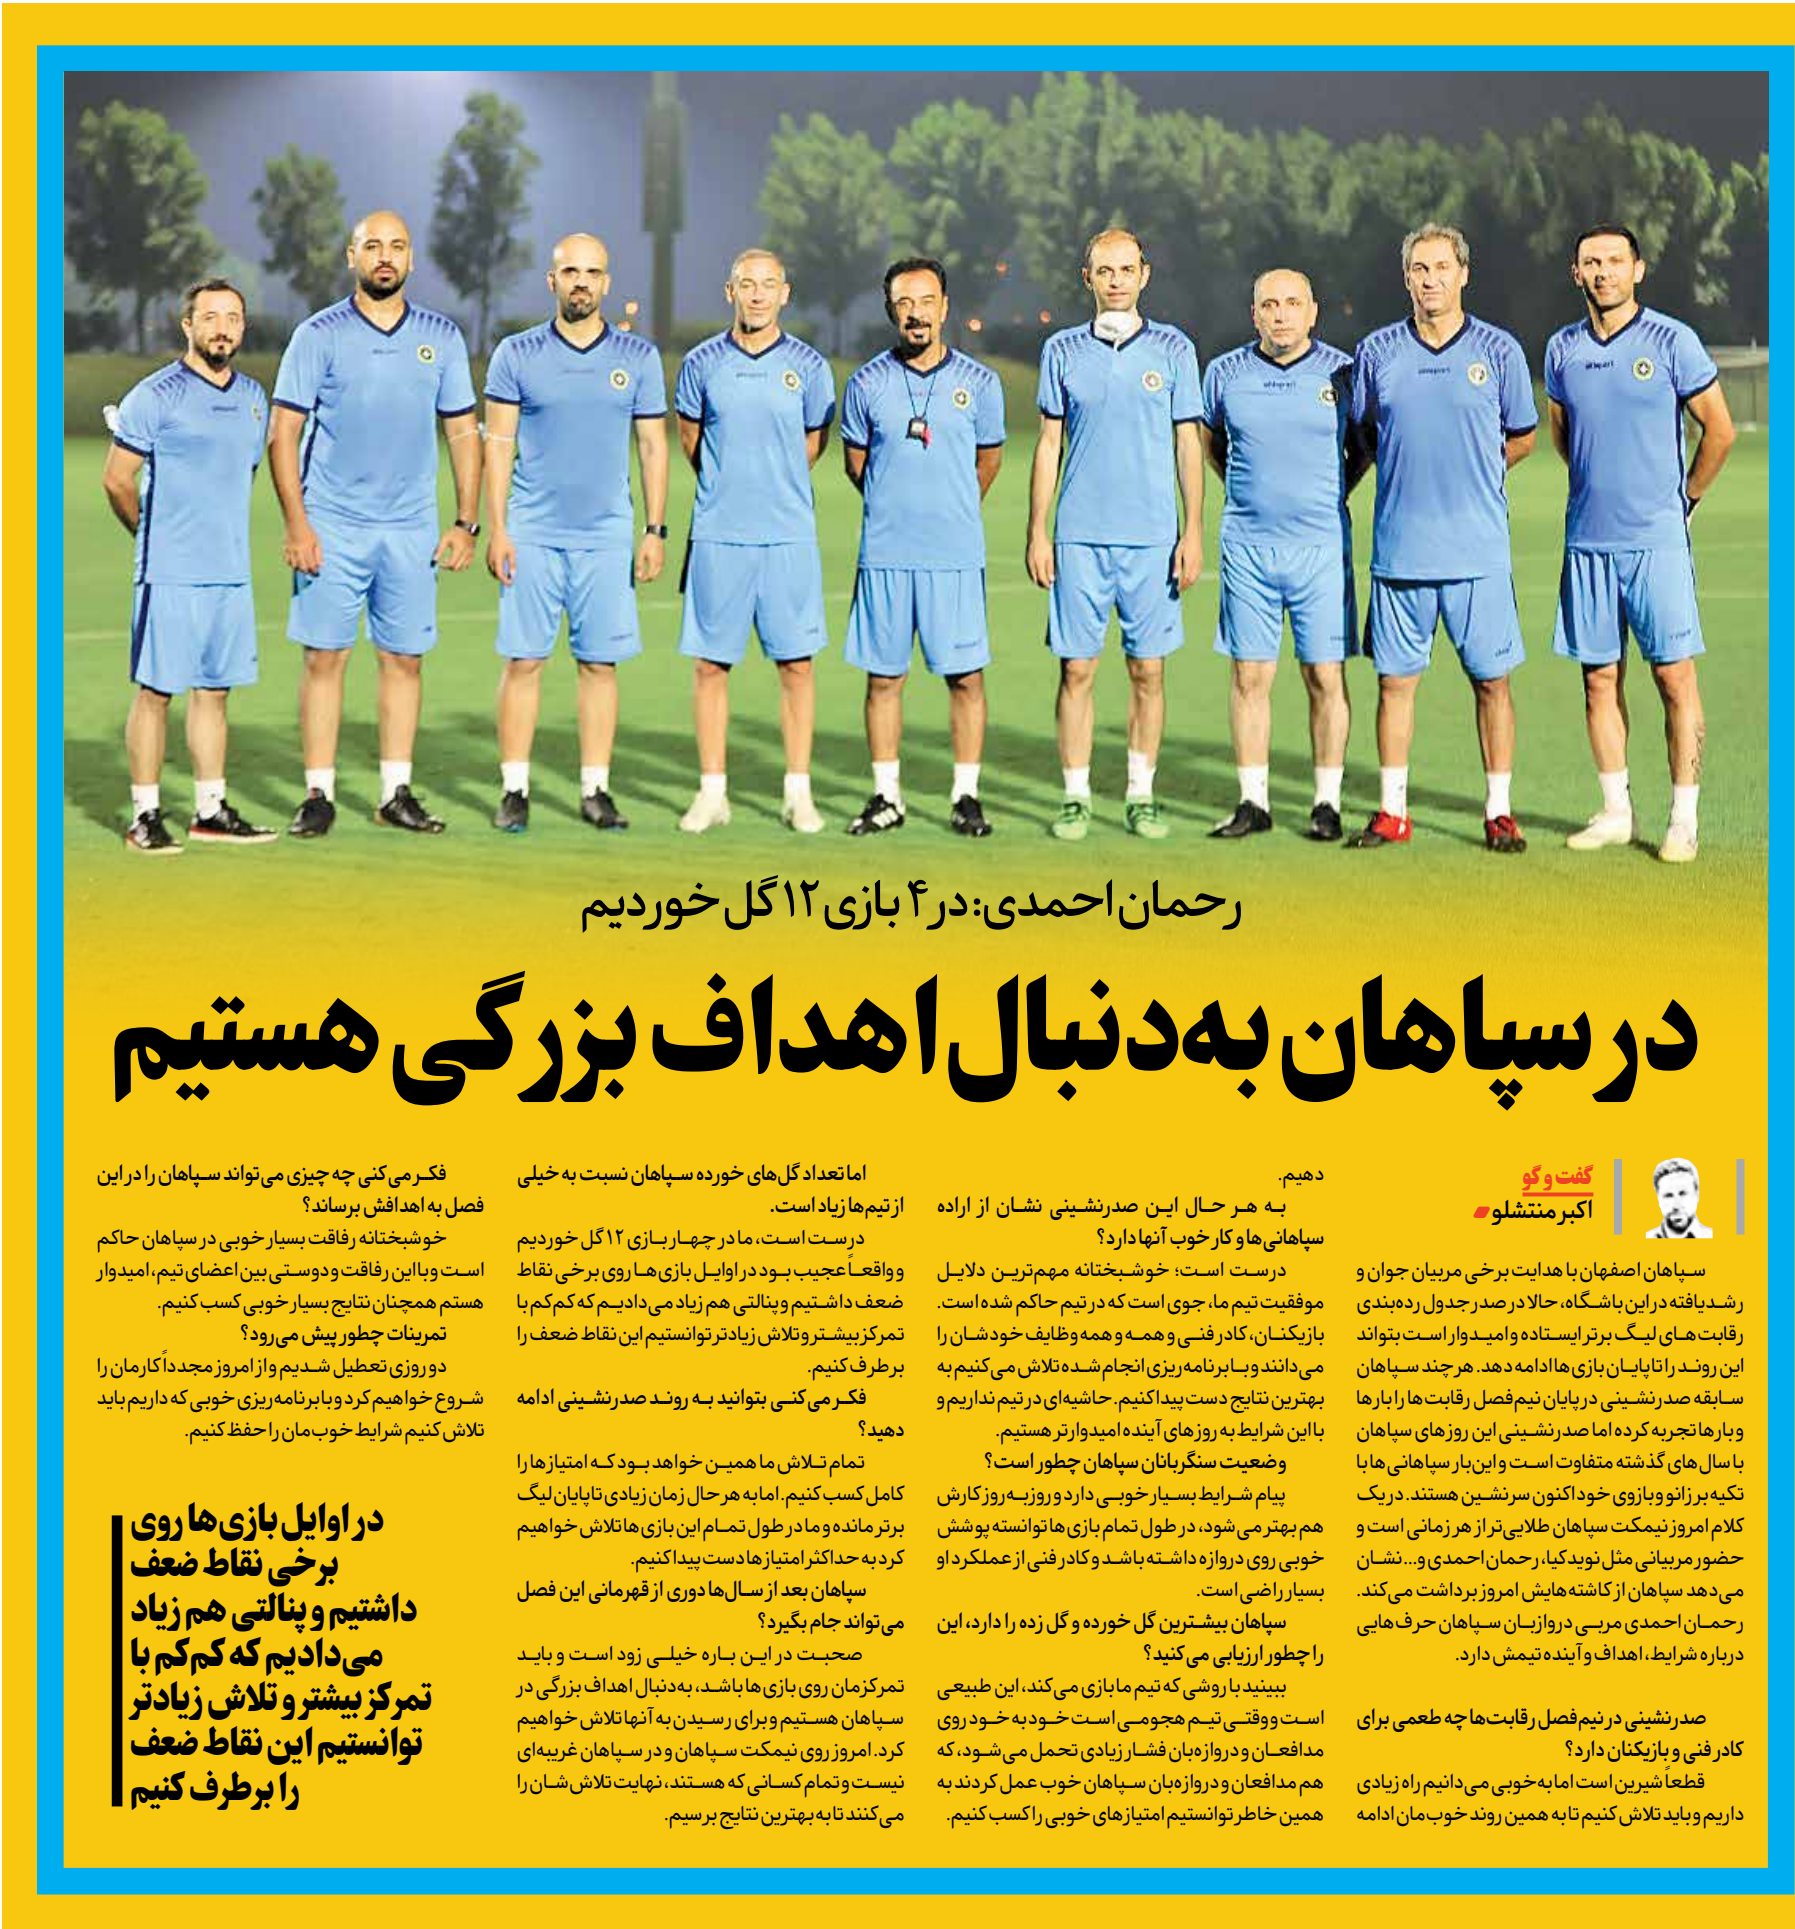 رحمان احمدی: در ۴ بازی ۱۲ گل خوردیم
در سپاهان به‌دنبال اهداف بزرگی هستیم
گفت و گو
اکبر منتشلو
سپاهان اصفهان با هدایت برخی مربیان جوان و
رشدیافته در این باشگاه، حالا در صدر جدول رده‌بندی
رقابت‌های لیگ برتر ایستاده و امیدوار است بتواند
این روند را تا پایان بازی‌ها ادامه دهد. هر چند سپاهان
سابقه صدرنشینی در پایان نیم‌فصل رقابت‌ها را بارها
و بارها تجربه کرده اما صدرنشینی این روزهای سپاهان
با سال‌های گذشته متفاوت است و این‌بار سپاهانی‌ها با
تکیه بر زانو و بازوی خود اکنون سرنشین هستند. در یک
کلام امروز نیمکت سپاهان طلایی‌تر از هر زمانی است و
حضور مربیانی مثل نویدکیا، رحمان احمدی و... نشان
می‌دهد سپاهان از کاشته‌هایش امروز برداشت می‌کند.
رحمان احمدی مربی دروازبان سپاهان حرف‌هایی
درباره شرایط، اهداف و آینده تیمش دارد.
صدرنشینی در نیم‌فصل رقابت‌ها چه طعمی برای
کادر فنی و بازیکنان دارد؟
قطعاً شیرین است اما به‌خوبی می‌دانیم راه زیادی
داریم و باید تلاش کنیم تا به همین روند خوب‌مان ادامه
دهیم.
به هر حال این صدرنشینی نشان از اراده
سپاهانی‌ها و کار خوب آنها دارد؟
درست است؛ خوشبختانه مهم‌ترین دلایل
موفقیت تیم ما، جوی است که در تیم حاکم شده است.
بازیکنان، کادر فنی و همه و همه وظایف خودشان را
می‌دانند و با برنامه‌ریزی انجام‌شده تلاش می‌کنیم به
بهترین نتایج دست پیدا کنیم. حاشیه‌ای در تیم نداریم و
با این شرایط به روزهای آینده امیدوارتر هستیم.
وضعیت سنگربانان سپاهان چطور است؟
پیام شرایط بسیار خوبی دارد و روز‌به‌روز کارش
هم بهتر می‌شود، در طول تمام بازی‌ها توانسته پوشش
خوبی روی دروازه داشته باشد و کادر فنی از عملکرد او
بسیار راضی است.
سپاهان بیشترین گل خورده و گل زده را دارد، این
را چطور ارزیابی می‌کنید؟
ببینید با روشی که تیم ما بازی می‌کند، این طبیعی
است و وقتی تیم هجومی است خود به خود روی
مدافعان و دروازه‌بان فشار زیادی تحمل می‌شود، که
هم مدافعان و دروازه‌بان سپاهان خوب عمل کردند به
همین خاطر توانستیم امتیازهای خوبی را کسب کنیم.
اما تعداد گل‌های خورده سپاهان نسبت به خیلی
از تیم‌ها زیاد است.
درست است، ما در چهار بازی ۱۲ گل خوردیم
و واقعاً عجیب بود در اوایل بازی‌ها روی برخی نقاط
ضعف داشتیم و پنالتی هم زیاد می‌دادیم که کم‌کم با
تمرکز بیشتر و تلاش زیادتر توانستیم این نقاط ضعف را
برطرف کنیم.
فکر می‌کنی بتوانید به روند صدرنشینی ادامه
دهید؟
تمام تلاش ما همین خواهد بود که امتیازها را
کامل کسب کنیم. اما به هر حال زمان زیادی تا پایان لیگ
برتر مانده و ما در طول تمام این بازی‌ها تلاش خواهیم
کرد به حداکثر امتیازها دست پیدا کنیم.
سپاهان بعد از سال‌ها دوری از قهرمانی این فصل
می‌تواند جام بگیرد؟
صحبت در این باره خیلی زود است و باید
تمرکزمان روی بازی‌ها باشد، به‌دنبال اهداف بزرگی در
سپاهان هستیم و برای رسیدن به آنها تلاش خواهیم
کرد. امروز روی نیمکت سپاهان و در سپاهان غریبه‌ای
نیست و تمام کسانی که هستند، نهایت تلاش‌شان را
می‌کنند تا به بهترین نتایج برسیم.
فکر می‌کنی چه چیزی می‌تواند سپاهان را در این
فصل به اهدافش برساند؟
خوشبختانه رفاقت بسیار خوبی در سپاهان حاکم
است و با این رفاقت و دوستی بین اعضای تیم، امیدوار
هستم همچنان نتایج بسیار خوبی کسب کنیم.
تمرینات چطور پیش می‌رود؟
دو روزی تعطیل شدیم و از امروز مجدداً کارمان را
شروع خواهیم کرد و با برنامه‌ریزی خوبی که داریم باید
تلاش کنیم شرایط خوب‌مان را حفظ کنیم.
در اوایل بازی‌ها روی
برخی نقاط ضعف
داشتیم و پنالتی هم زیاد
می‌دادیم که کم‌کم با
تمرکز بیشتر و تلاش زیادتر
توانستیم این نقاط ضعف
را برطرف کنیم